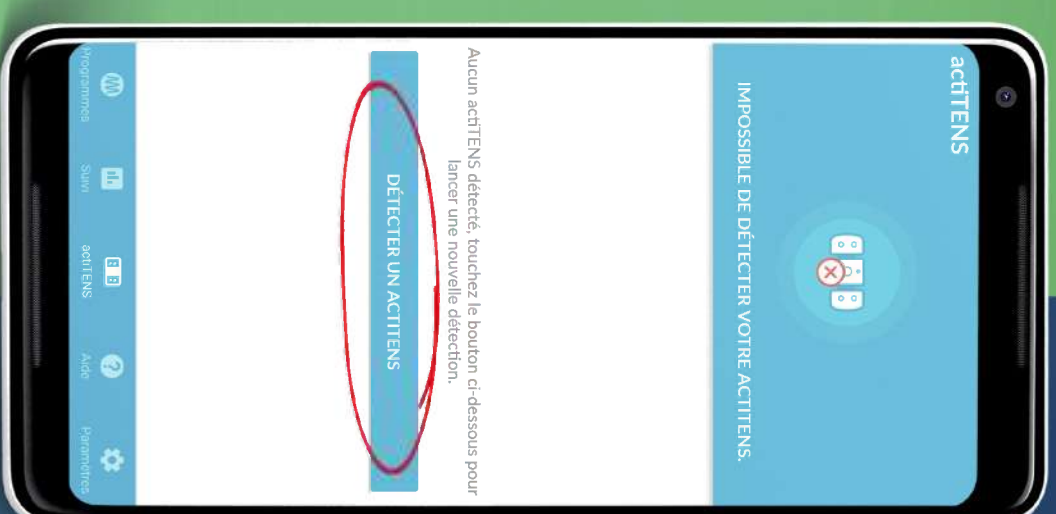 actiTENS
IMPOSSIBLE DE DÉTECTER VOTRE ACTITENS.
Aucun actiTENS détecté, touchez le bouton ci-dessous pour
lancer une nouvelle détection.
DÉTECTER UN ACTITENS
Programmes
Suivi
actiTENS
Aide
Paramètres